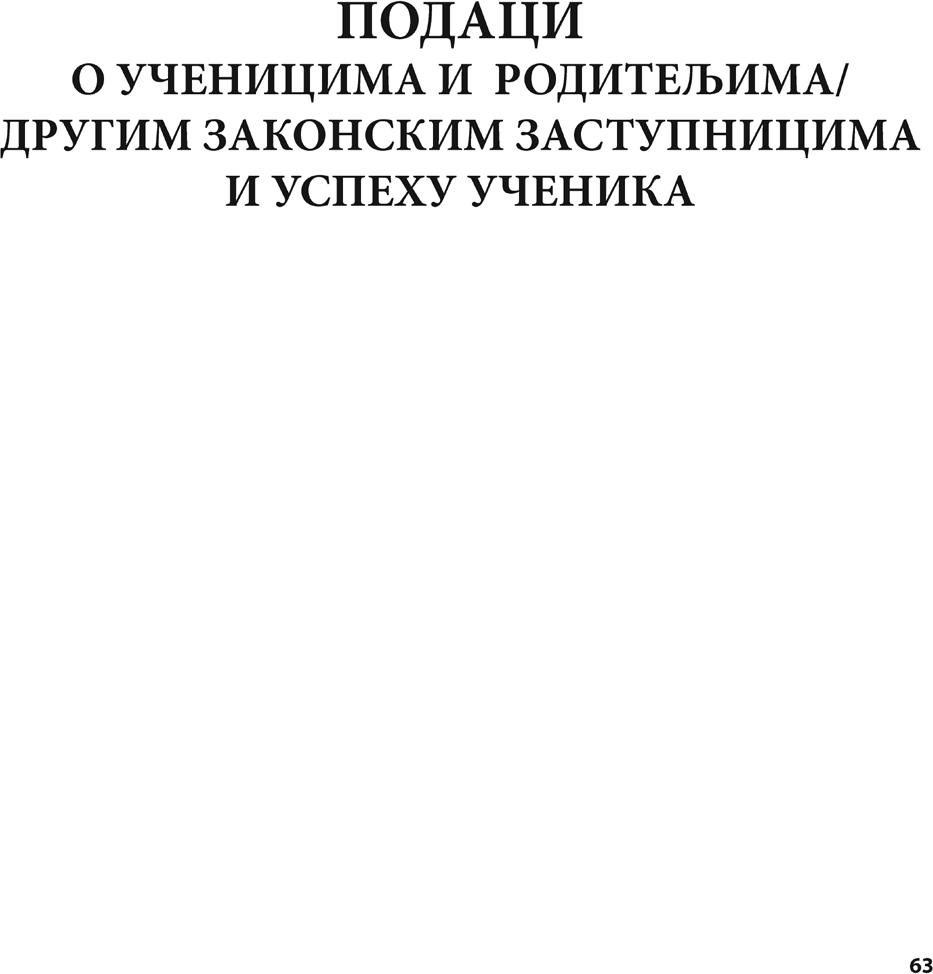 ПОДАЦИ
О УЧЕНИЦИМА И РОДИТЕЉИМА/
ДРУГИМ ЗАКОНСКИМ ЗАСТУПНИЦИМА
И УСПЕХУ УЧЕНИКА
63